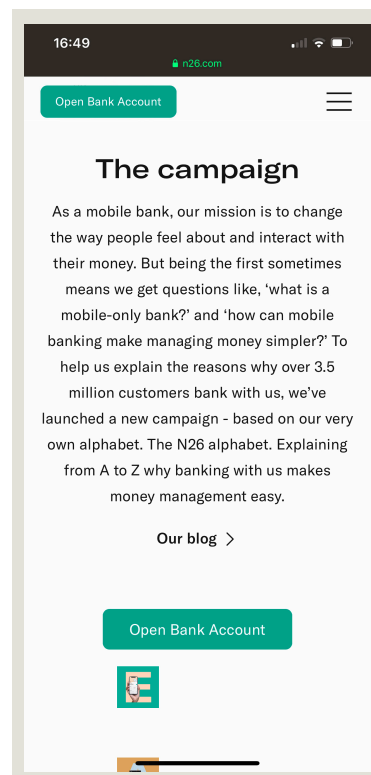 16:49
n26.com
Open Bank Account
The campaign
As a mobile bank, our mission is to change
the way people feel about and interact with
their money. But being the first sometimes
means we get questions like, ‘what is a
mobile-only bank?’ and ‘how can mobile
banking make managing money simpler?’ To
help us explain the reasons why over 3.5
million customers bank with us, we’ve
launched a new campaign - based on our very
own alphabet. The N26 alphabet. Explaining
from A to Z why banking with us makes
money management easy.
Our blog
Open Bank Account
E